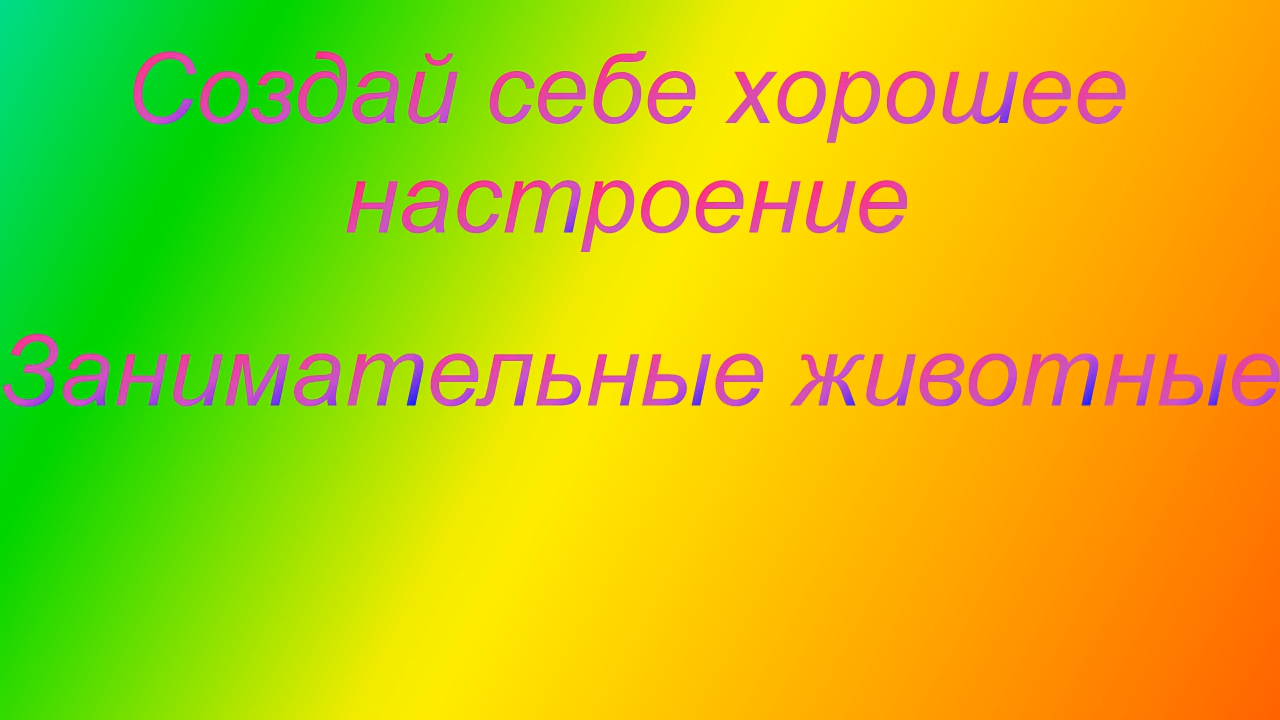 Создай себе хорошее
настроение
Занимательные животные